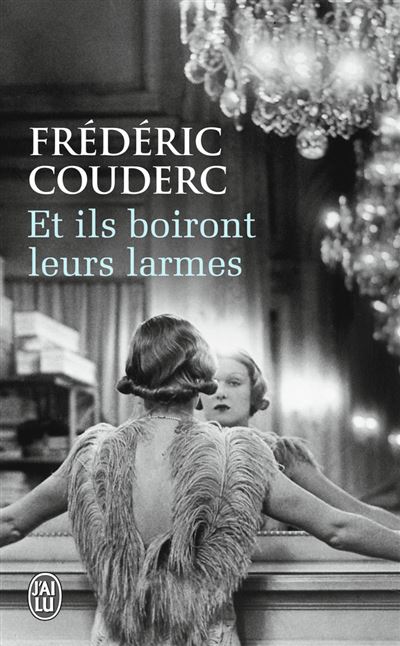 FRÉDÉRIC
COUDERC
Et ils boiront
leurs larmes
J'AI
LU